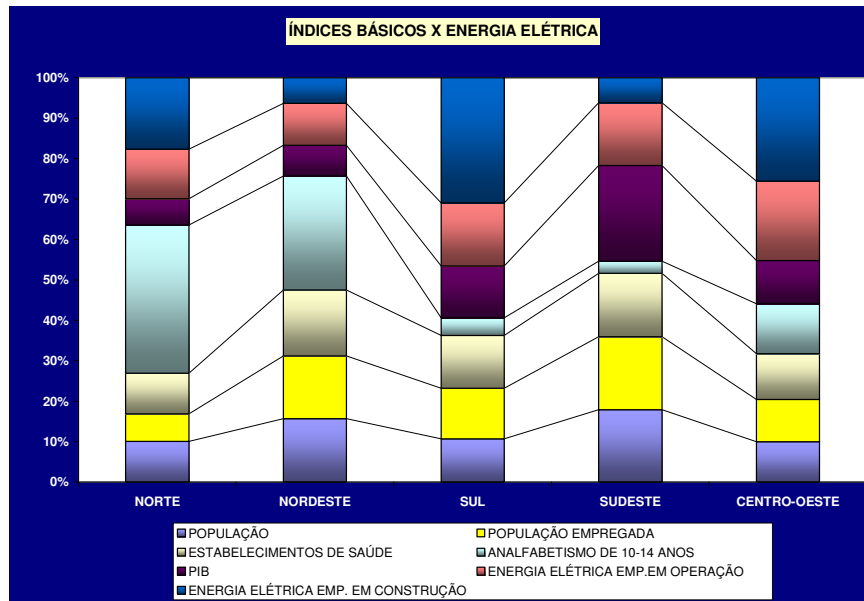 ÍNDICES BÁSICOS X ENERGIA ELÉTRICA
100%
90%
80%
70%
60%
50%
40%
30%
20%
10%
0%
NORTE NORDESTE SUL SUDESTE CENTRO-OESTE
POPULAÇÃO POPULAÇÃO EMPREGADA
ESTABELECIMENTOS DE SAÚDE ANALFABETISMO DE 10-14 ANOS
PIB ENERGIA ELÉTRICA EMP.EM OPERAÇÃO
ENERGIA ELÉTRICA EMP. EM CONSTRUÇÃO